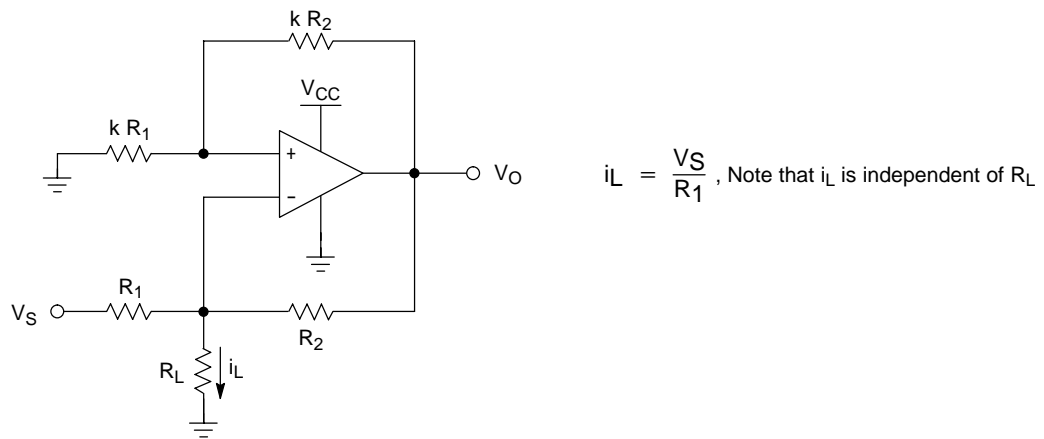 k R2
VCC
k R1
+
VO
iL = VS/R1 , Note that iL is independent of RL
–
R1
VS
R2
RL
iL